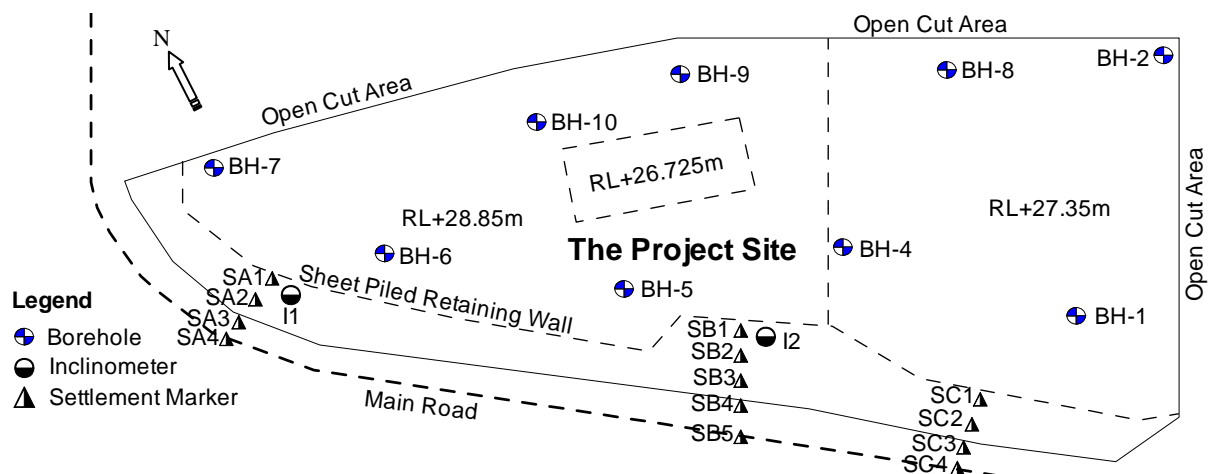 Open Cut Area
N
BH-2
BH-9
BH-8
Open Cut Area
BH-10
RL+26.725m
BH-7
RL+28.85m
RL+27.35m
The Project Site
BH-4
BH-6
Open Cut Area
SA1
Sheet Piled Retaining Wall
BH-5
Legend
SA2
I1
BH-1
SA3
SB1
I2
Borehole
SA4
SB2
Inclinometer
SB3
Settlement Marker
Main Road
SC1
SB4
SC2
SB5
SC3
SC4